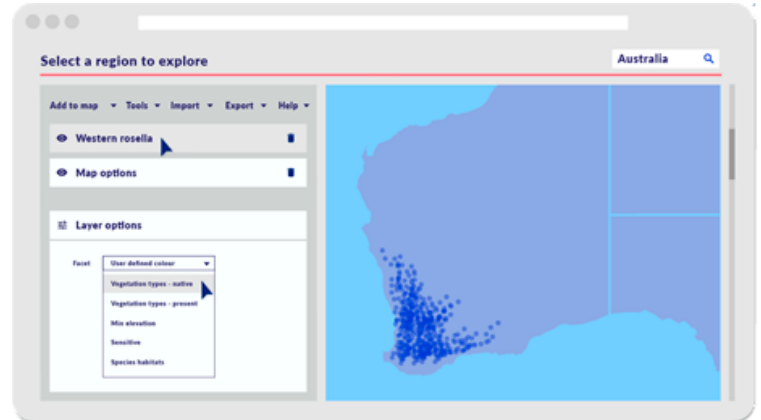 Select a region to explore
Australia
Add to map Tools Import Export Help
Western rosella
Map options
Layer options
Facet User defined colour
Vegetation types - native
Vegetation types - present
Min elevation
Sensitive
Species habitats